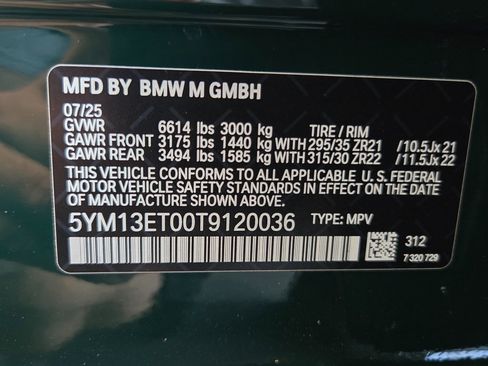 MFD BY BMW M GMBH
07/25
GVWR 6614 lbs 3000 kg TIRE / RIM
GAWR FRONT 3175 lbs 1440 kg WITH 295/35 ZR21 /10.5Jx 21
GAWR REAR 3494 lbs 1585 kg WITH 315/30 ZR22 /11.5Jx 22
THIS VEHICLE CONFORMS TO ALL APPLICABLE U.S. FEDERAL
MOTOR VEHICLE SAFETY STANDARDS IN EFFECT ON THE DATE
OF MANUFACTURE SHOWN ABOVE.
5YM13ET00T9120036 TYPE: MPV
312
7 320 729